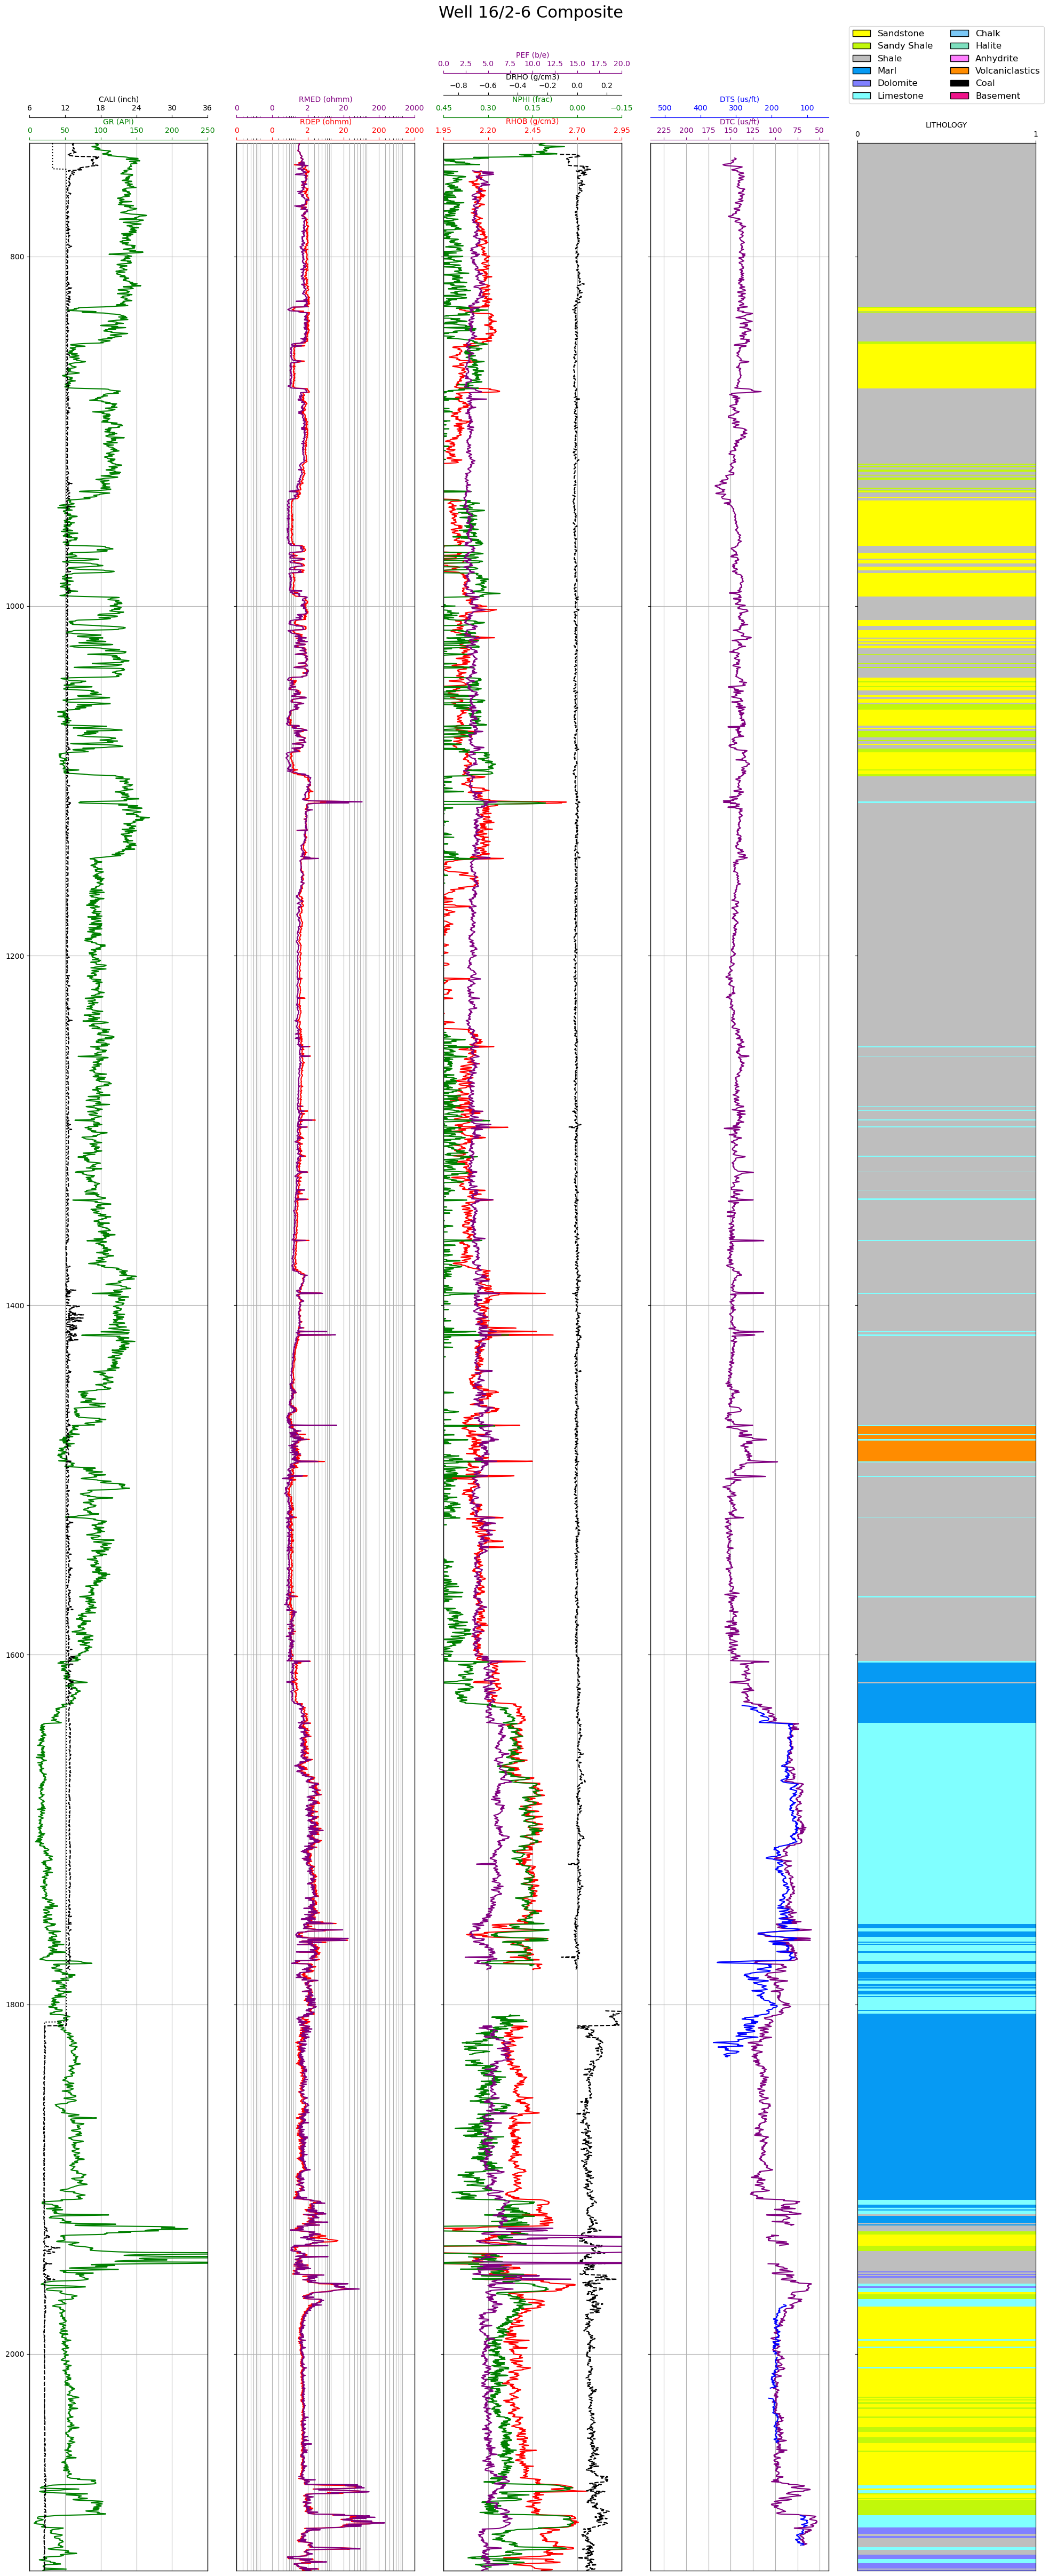 Well 16/2-6 Composite
Sandstone Chalk
Sandy Shale Halite
Shale Anhydrite
Marl Volcaniclastics
Dolomite Coal
Limestone Basement
PEF (b/e)
0.0 2.5 5.0 7.5 10.0 12.5 15.0 17.5 20.0
DRHO (g/cm3)
−0.8 −0.6 −0.4 −0.2 0.0 0.2
CALI (inch) RMED (ohmm) NPHI (frac) DTS (us/ft)
6 12 18 24 30 36 0 0 2 20 200 2000 0.45 0.30 0.15 0.00 −0.15 500 400 300 200 100
GR (API) RDEP (ohmm) RHOB (g/cm3) DTC (us/ft) LITHOLOGY
0 50 100 150 200 250 0 0 2 20 200 2000 1.95 2.20 2.45 2.70 2.95 225 200 175 150 125 100 75 50 0 1
800
1000
1200
1400
1600
1800
2000